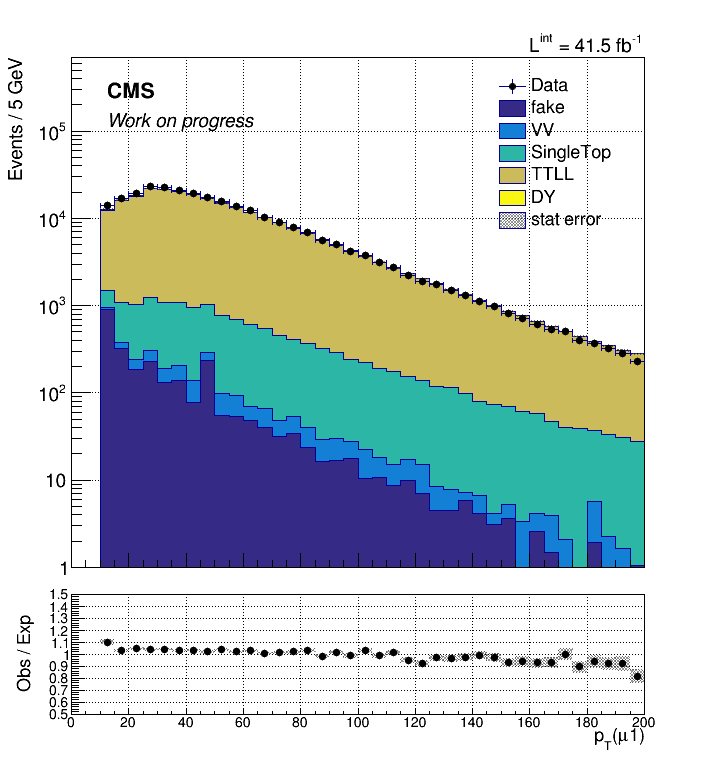 L^int = 41.5 fb^-1
Events / 5 GeV
CMS
Work on progress
Data
fake
VV
SingleTop
TTLL
DY
stat error
10^5
10^4
10^3
10^2
10
1
Obs / Exp
1.5
1.4
1.3
1.2
1.1
1
0.9
0.8
0.7
0.6
0.5
0 20 40 60 80 100 120 140 160 180 200
p_T(μ1)